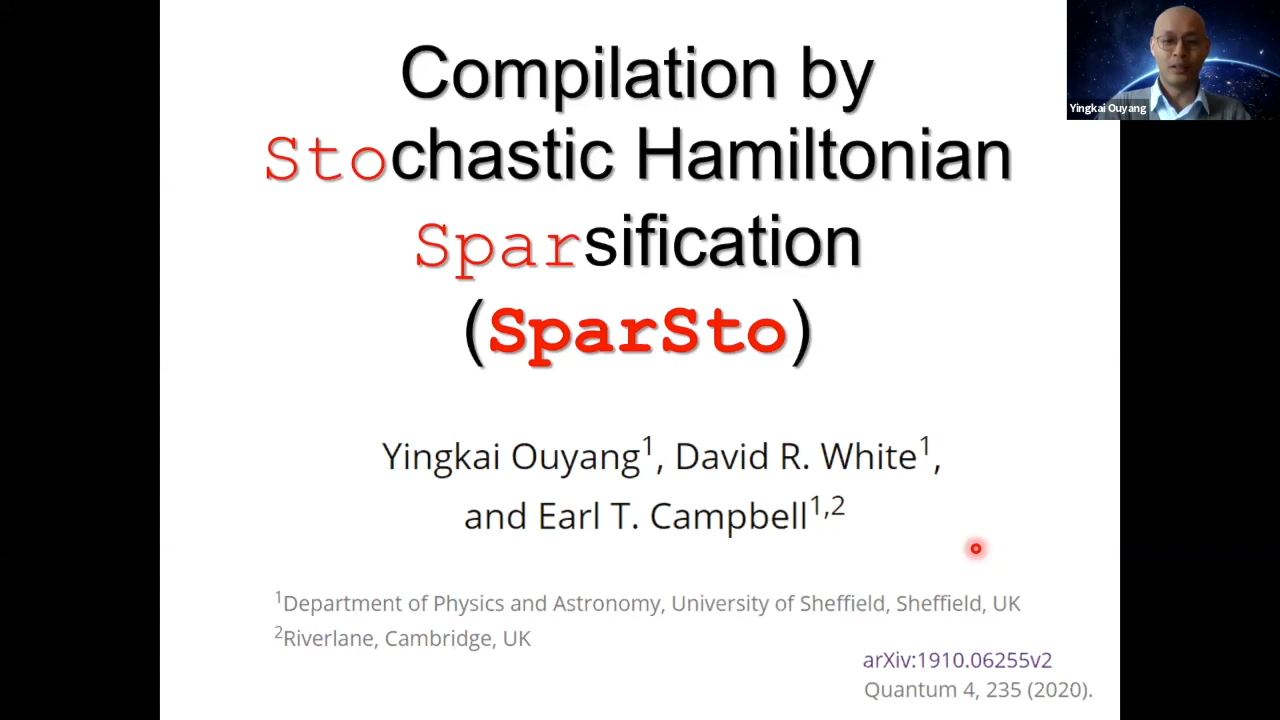 Compilation by
Stochastic Hamiltonian
Sparsification
(SparSto)
Yingkai Ouyang
Yingkai Ouyang1, David R. White1,
and Earl T. Campbell1,2
1Department of Physics and Astronomy, University of Sheffield, Sheffield, UK
2Riverlane, Cambridge, UK
arXiv:1910.06255v2
Quantum 4, 235 (2020).